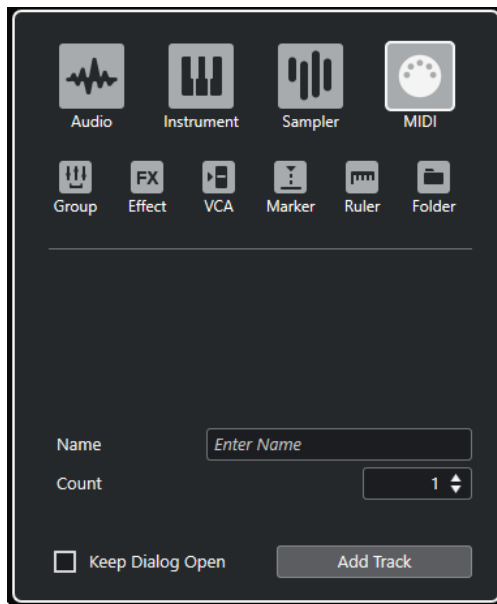 Audio Instrument Sampler MIDI
FX
Group Effect VCA Marker Ruler Folder
Name Enter Name
Count 1
Keep Dialog Open Add Track